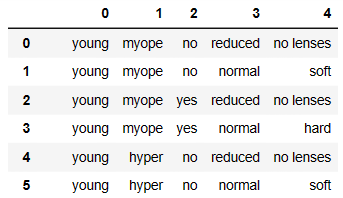 0 1 2 3 4
0 young myope no reduced no lenses
1 young myope no normal soft
2 young myope yes reduced no lenses
3 young myope yes normal hard
4 young hyper no reduced no lenses
5 young hyper no normal soft